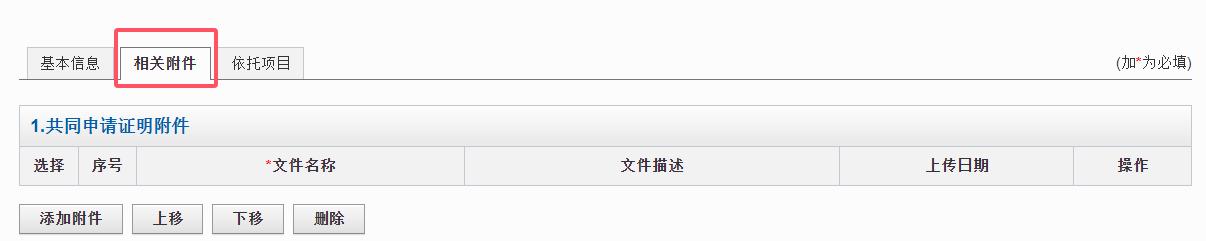 基本信息 相关附件 依托项目 (加*为必填)
1.共同申请证明附件
选择 序号 *文件名称 文件描述 上传日期 操作
添加附件 上移 下移 删除